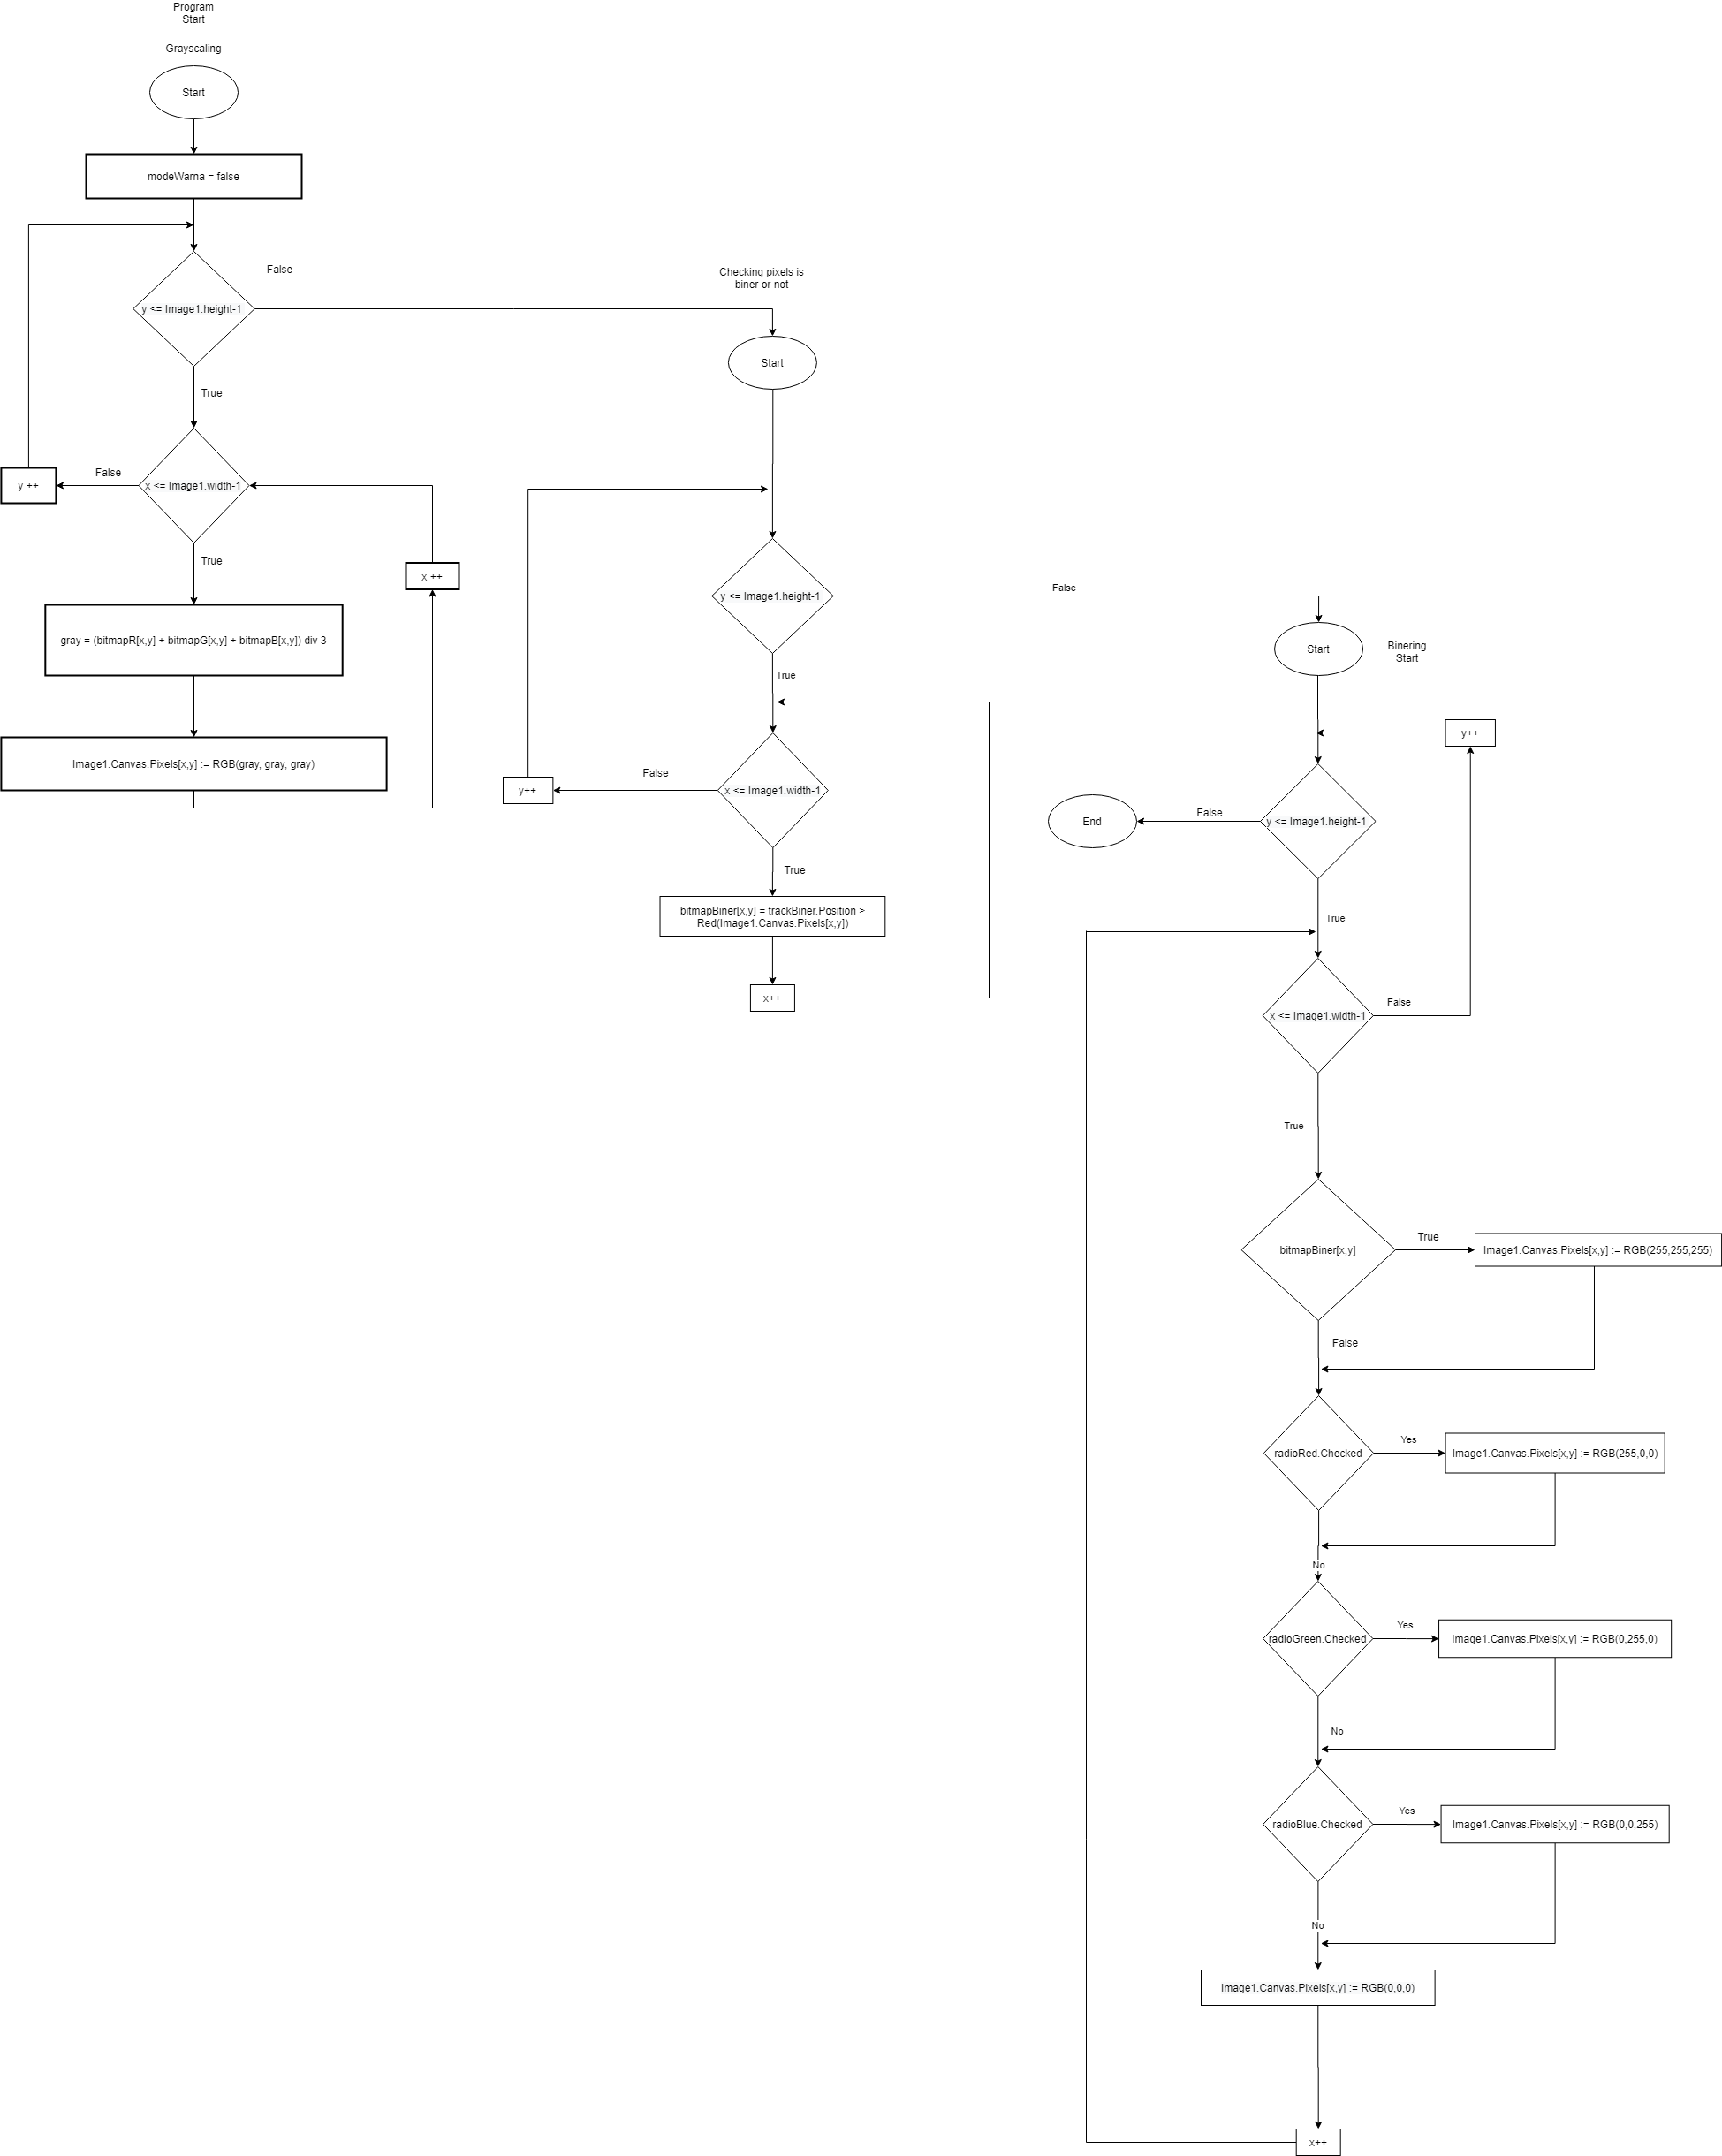 Program
Start
Grayscaling
Start
modeWarna = false
y <= Image1.height-1
False
True
x <= Image1.width-1
False
y ++
True
x ++
gray = (bitmapR[x,y] + bitmapG[x,y] + bitmapB[x,y]) div 3
Image1.Canvas.Pixels[x,y] := RGB(gray, gray, gray)
Checking pixels is
biner or not
Start
y <= Image1.height-1
False
True
x <= Image1.width-1
False
y++
True
bitmapBiner[x,y] = trackBiner.Position >
Red(Image1.Canvas.Pixels[x,y])
x++
Binering
Start
Start
y++
y <= Image1.height-1
False
End
True
x <= Image1.width-1
False
True
bitmapBiner[x,y]
True
Image1.Canvas.Pixels[x,y] := RGB(255,255,255)
False
radioRed.Checked
Yes
Image1.Canvas.Pixels[x,y] := RGB(255,0,0)
No
radioGreen.Checked
Yes
Image1.Canvas.Pixels[x,y] := RGB(0,255,0)
No
radioBlue.Checked
Yes
Image1.Canvas.Pixels[x,y] := RGB(0,0,255)
No
Image1.Canvas.Pixels[x,y] := RGB(0,0,0)
x++